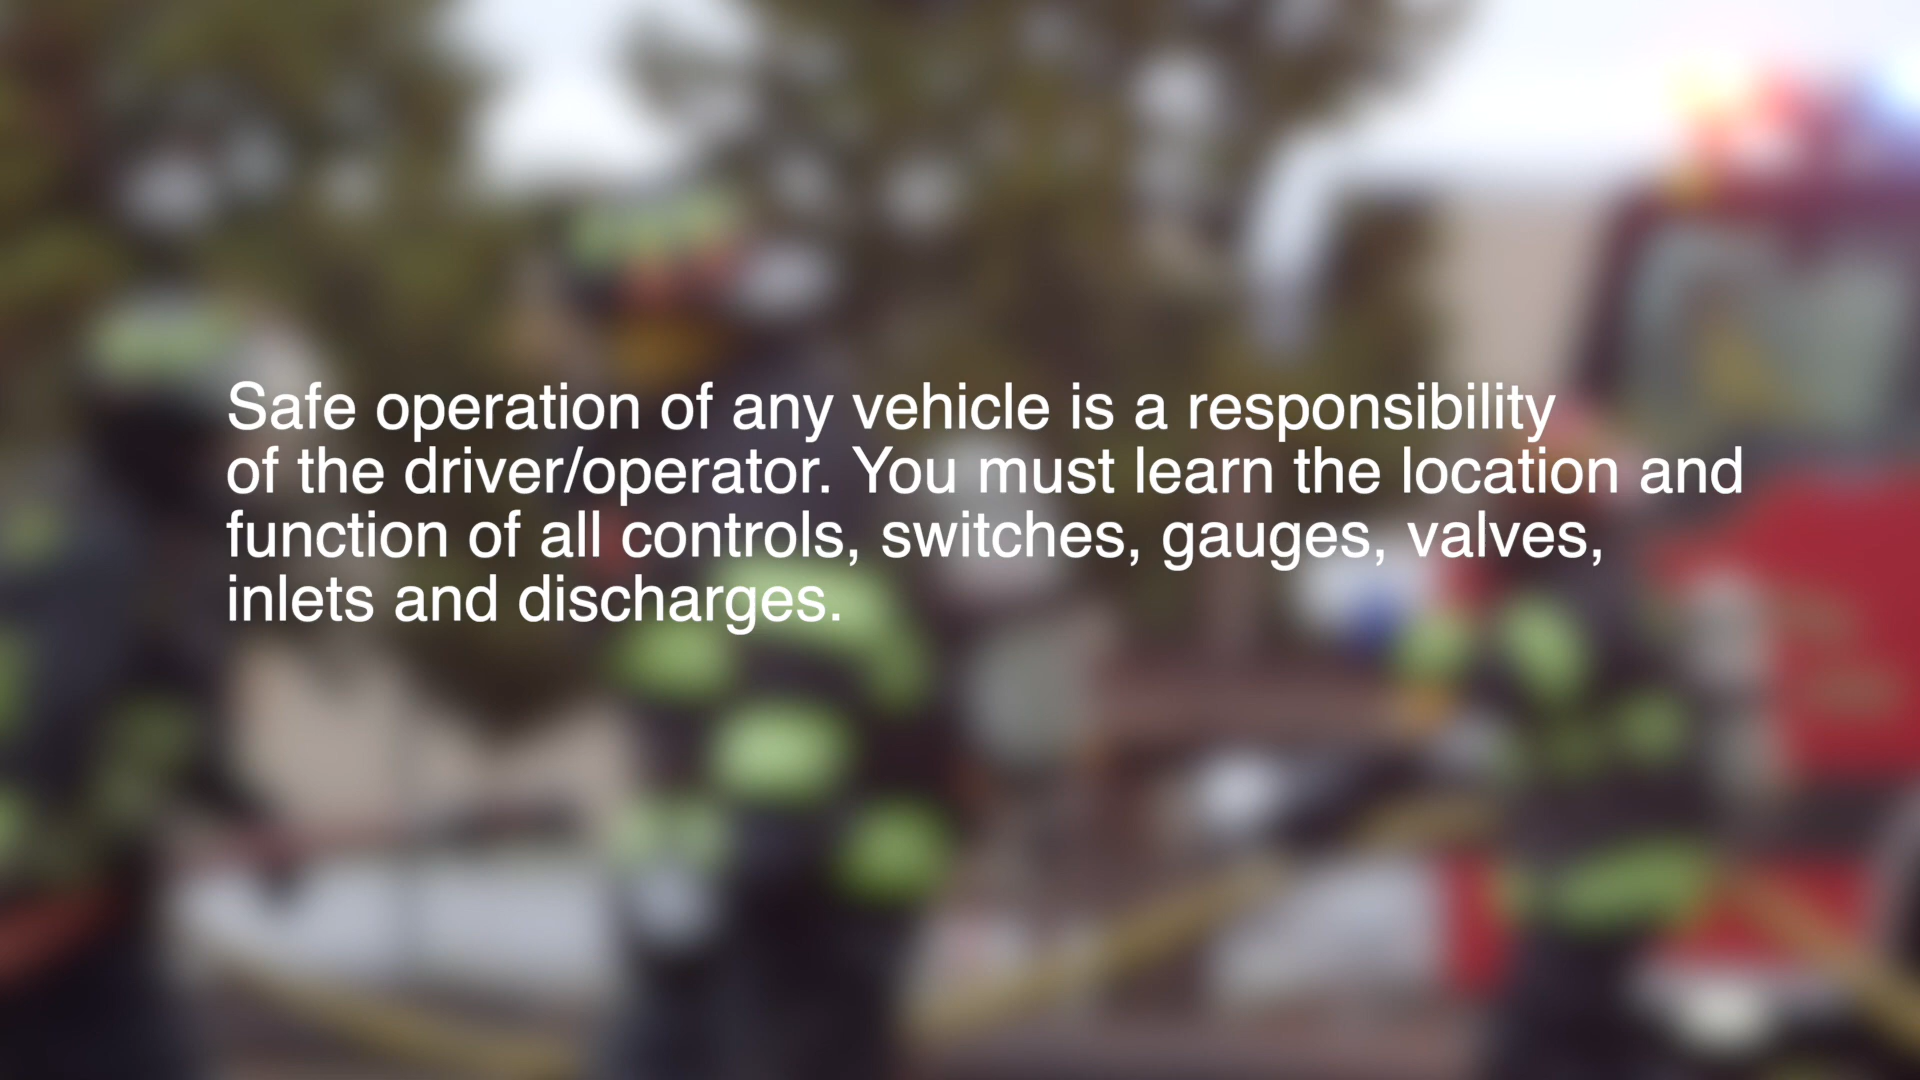 Safe operation of any vehicle is a responsibility
of the driver/operator. You must learn the location and
function of all controls, switches, gauges, valves,
inlets and discharges.